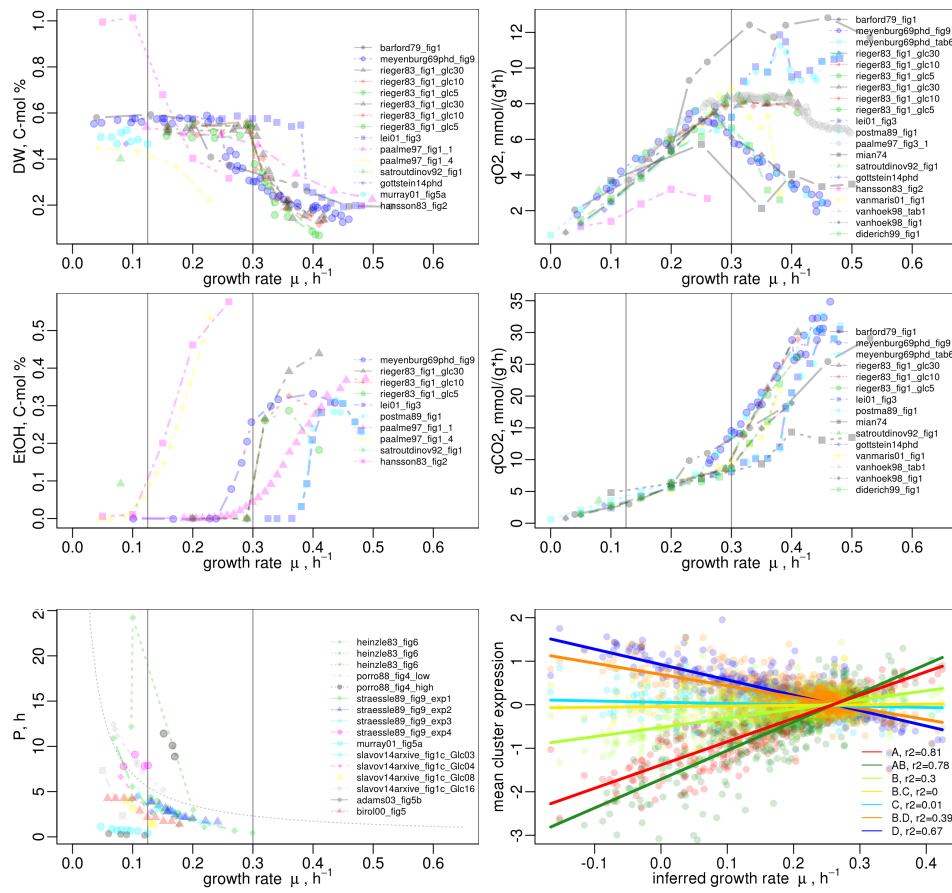 DW, C-mol %
1.0
0.8
0.6
0.4
0.2
0.0 0.1 0.2 0.3 0.4 0.5 0.6
growth rate μ , h⁻¹
barford79_fig1
meyenburg69phd_fig9
rieger83_fig1_glc30
rieger83_fig1_glc10
rieger83_fig1_glc5
rieger83_fig1_glc30
rieger83_fig1_glc10
rieger83_fig1_glc5
lei01_fig3
paalme97_fig1_1
paalme97_fig1_4
satroutdinov92_fig1
gottstein14phd
murray01_fig5a
hansson83_fig2
qO2, mmol/(g*h)
12
10
8
6
4
2
0.0 0.1 0.2 0.3 0.4 0.5 0.6
growth rate μ , h⁻¹
barford79_fig1
meyenburg69phd_fig9
meyenburg69phd_tab6
rieger83_fig1_glc30
rieger83_fig1_glc10
rieger83_fig1_glc5
rieger83_fig1_glc30
rieger83_fig1_glc10
rieger83_fig1_glc5
lei01_fig3
postma89_fig1
paalme97_fig3_1
mian74
satroutdinov92_fig1
gottstein14phd
hansson83_fig2
vanmaris01_fig1
vanhoek98_tab1
vanhoek98_fig1
diderich99_fig1
EtOH, C-mol %
0.5
0.4
0.3
0.2
0.1
0.0
0.0 0.1 0.2 0.3 0.4 0.5 0.6
growth rate μ , h⁻¹
meyenburg69phd_fig9
rieger83_fig1_glc30
rieger83_fig1_glc10
rieger83_fig1_glc5
lei01_fig3
postma89_fig1
paalme97_fig1_1
paalme97_fig1_4
satroutdinov92_fig1
hansson83_fig2
qCO2, mmol/(g*h)
35
30
25
20
15
10
5
0
0.0 0.1 0.2 0.3 0.4 0.5 0.6
growth rate μ , h⁻¹
barford79_fig1
meyenburg69phd_fig9
meyenburg69phd_tab6
rieger83_fig1_glc30
rieger83_fig1_glc10
rieger83_fig1_glc5
lei01_fig3
postma89_fig1
mian74
satroutdinov92_fig1
gottstein14phd
vanmaris01_fig1
vanhoek98_tab1
vanhoek98_fig1
diderich99_fig1
P, h
20
15
10
5
0
0.0 0.1 0.2 0.3 0.4 0.5 0.6
growth rate μ , h⁻¹
heinzle83_fig6
heinzle83_fig6
heinzle83_fig6
porro88_fig4_low
porro88_fig4_high
straessle89_fig9_exp1
straessle89_fig9_exp2
straessle89_fig9_exp3
straessle89_fig9_exp4
murray01_fig5a
slavov14arxive_fig1c_Glc03
slavov14arxive_fig1c_Glc04
slavov14arxive_fig1c_Glc08
slavov14arxive_fig1c_Glc16
adams03_fig5b
birol00_fig5
mean cluster expression
2
1
0
-1
-2
-3
-0.1 0.0 0.1 0.2 0.3 0.4
inferred growth rate μ , h⁻¹
A, r2=0.81
AB, r2=0.78
B, r2=0.3
B.C, r2=0
C, r2=0.01
B.D, r2=0.39
D, r2=0.67